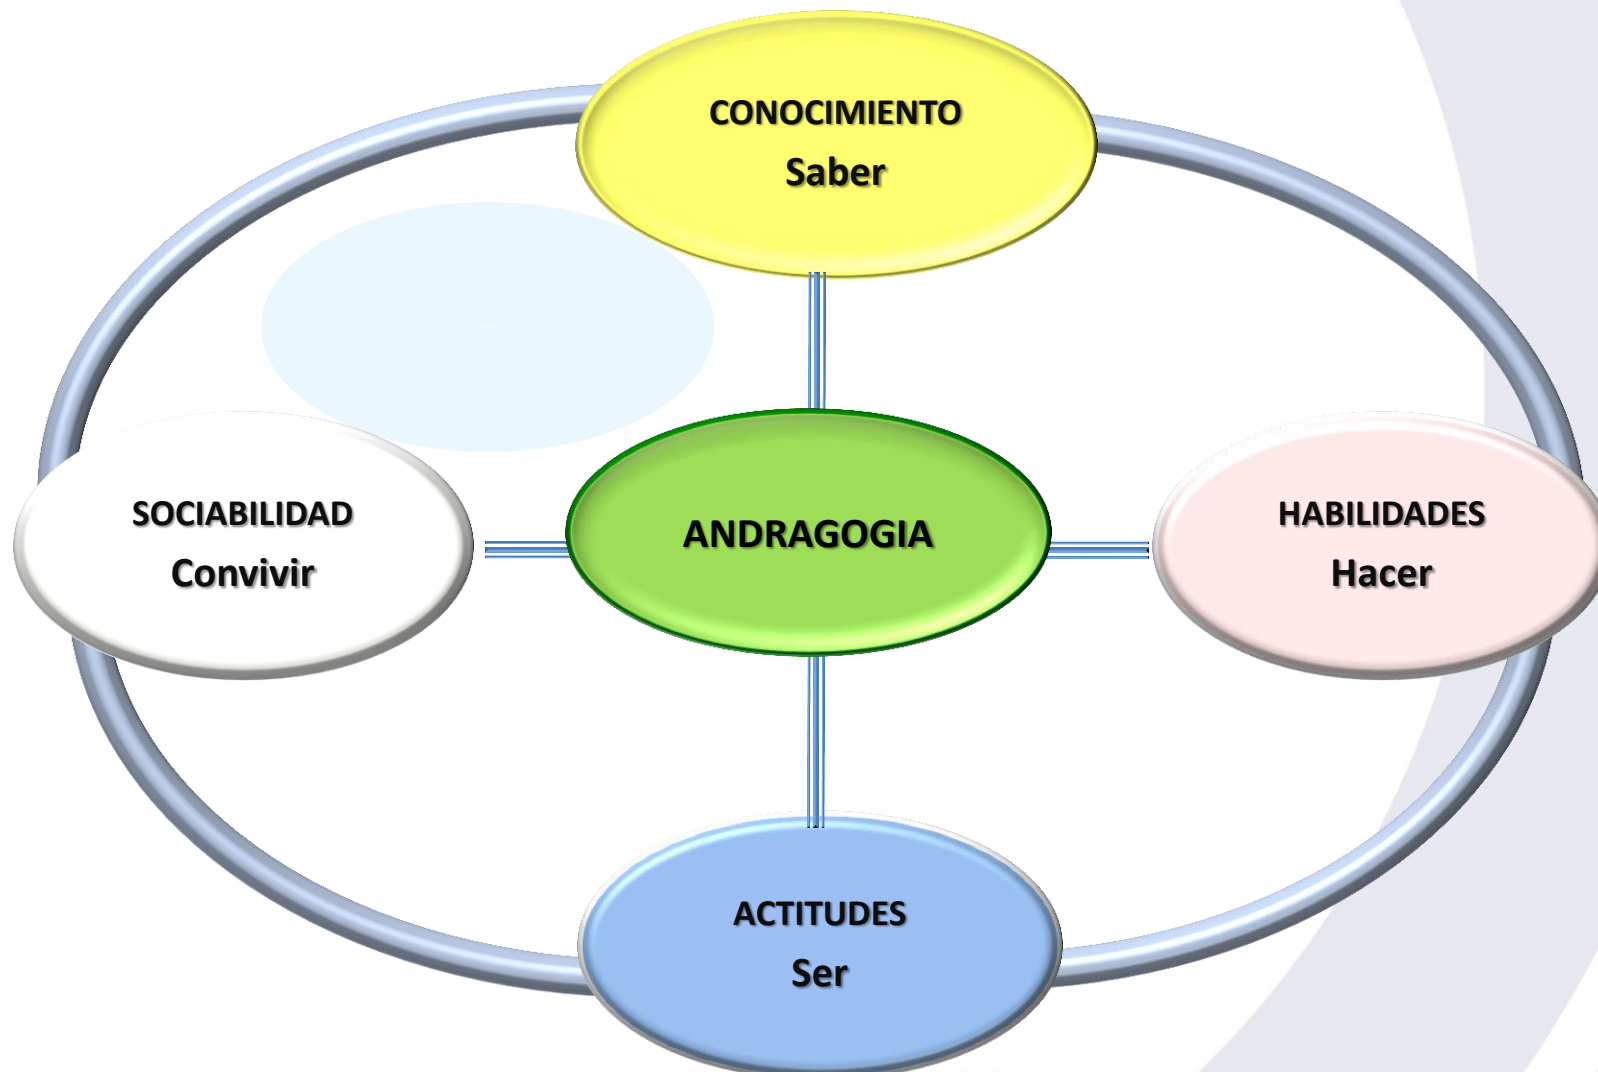 CONOCIMIENTO
Saber
SOCIABILIDAD
Convivir
ANDRAGOGIA
HABILIDADES
Hacer
ACTITUDES
Ser